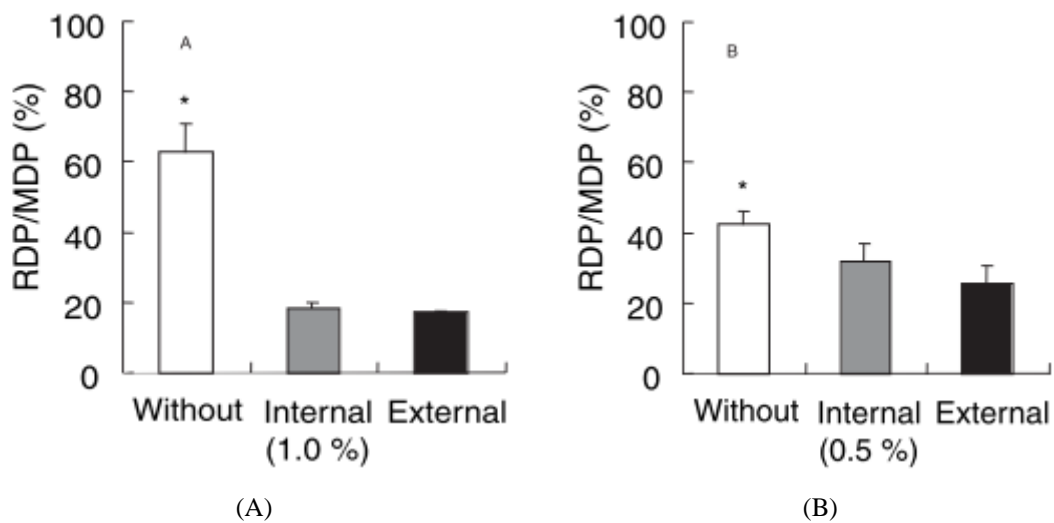 100
A
80
*
60
40
20
0
RDP/MDP (%)
Without Internal External
(1.0 %)
(A)
100
B
80
60
*
40
20
0
RDP/MDP (%)
Without Internal External
(0.5 %)
(B)